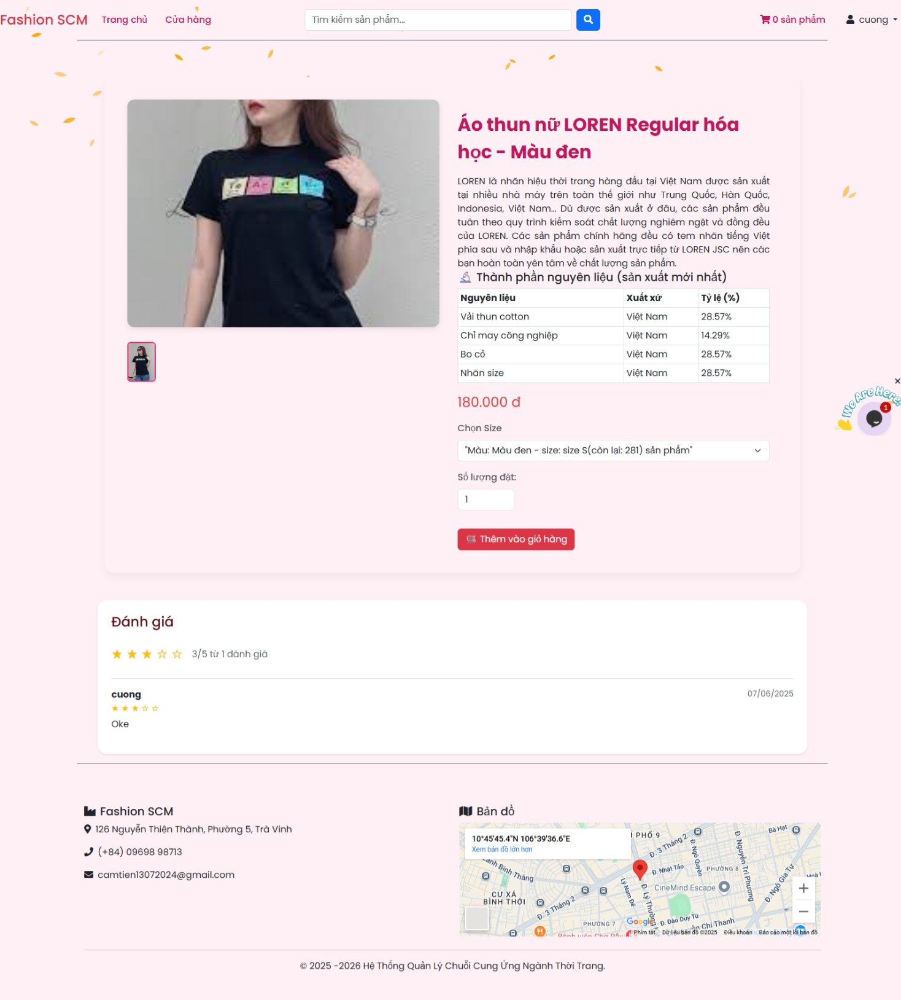 Fashion SCM
Trang chủ
Cửa hàng
Tìm kiếm sản phẩm...
0 sản phẩm
cuong
Áo thun nữ LOREN Regular hóa
học - Màu đen
LOREN là nhãn hiệu thời trang hàng đầu tại Việt Nam được sản xuất
tại nhiều nhà máy trên toàn thế giới như Trung Quốc, Hàn Quốc,
Indonesia, Việt Nam... Dù được sản xuất ở đâu, các sản phẩm đều
tuân theo quy trình kiểm soát chất lượng nghiêm ngặt và đồng đều
của LOREN. Các sản phẩm chính hãng đều có tem nhãn tiếng Việt
phía sau và nhập khẩu hoặc sản xuất trực tiếp từ LOREN JSC nên các
bạn hoàn toàn yên tâm về chất lượng sản phẩm.
Thành phần nguyên liệu (sản xuất mới nhất)
Nguyên liệu Xuất xứ Tỷ lệ (%)
Vải thun cotton Việt Nam 28.57%
Chỉ may công nghiệp Việt Nam 14.29%
Bo cổ Việt Nam 28.57%
Nhãn size Việt Nam 28.57%
180.000 đ
Chọn Size
"Màu: Màu đen - size: size S(còn lại: 281) sản phẩm"
Số lượng đặt:
1
Thêm vào giỏ hàng
We Are Here!
1
Đánh giá
3/5 từ 1 đánh giá
cuong
07/06/2025
Oke
Fashion SCM
126 Nguyễn Thiện Thành, Phường 5, Trà Vinh
(+84) 09698 98713
camtien13072024@gmail.com
Bản đồ
10°45'45.4"N 106°39'36.6"E
Xem bản đồ lớn hơn
PHỐ 9
Đ. 3 Tháng 2
Đ. Ngô Quyền
Đ. Nguyễn Tri Phương
Bà Hạt
Đ. Nhật Tảo
PHƯỜNG 8
Lý Nam Đế
CineMind Escape
Đ. Ngô Gia Tự
Bình Thăng
CƯ XÁ
BÌNH THỚI
Đ. 3 Tháng 2
PHƯỜNG 7
Đ. Đào Duy Từ
Chí Thanh
Google
Phím tắt
Dữ liệu bản đồ ©2025
Điều khoản
Báo cáo một lỗi bản đồ
© 2025 -2026 Hệ Thống Quản Lý Chuỗi Cung Ứng Ngành Thời Trang.